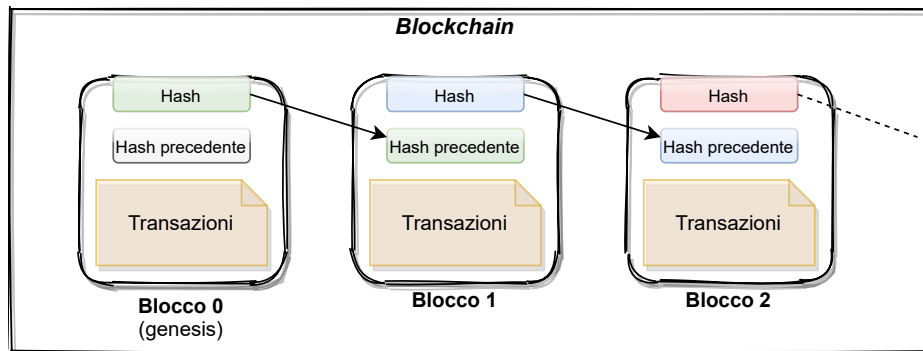 Blockchain
Hash
Hash
Hash
Hash precedente
Hash precedente
Hash precedente
Transazioni
Transazioni
Transazioni
Blocco 0
(genesis)
Blocco 1
Blocco 2